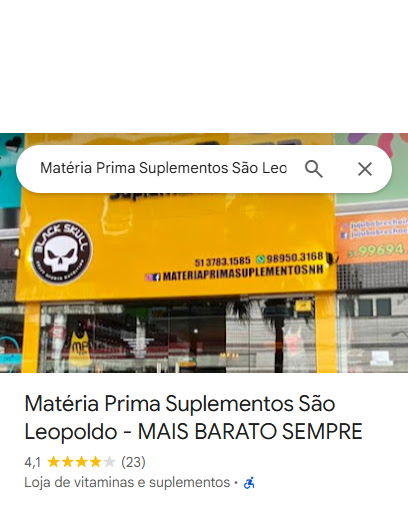 Matéria Prima Suplementos São Leo
BLACK SKULL
51 3783.1585 98950.3168
MATERIAPRIMASUPLEMENTOSNH
99694
Matéria Prima Suplementos São
Leopoldo - MAIS BARATO SEMPRE
4,1 (23)
Loja de vitaminas e suplementos ·